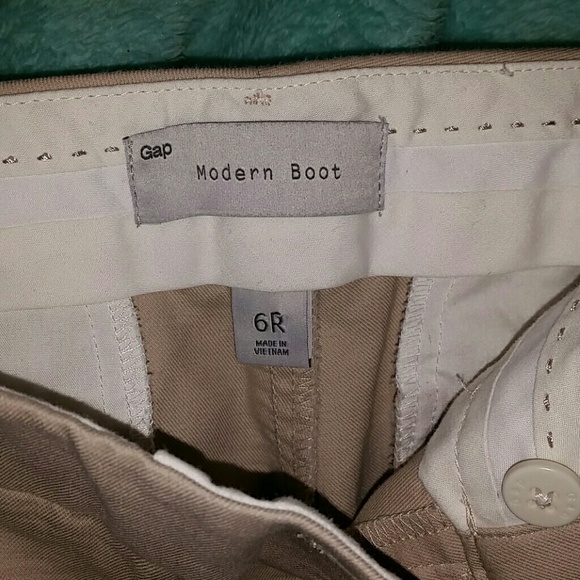 Gap
Modern Boot
6R
MADE IN
VIETNAM